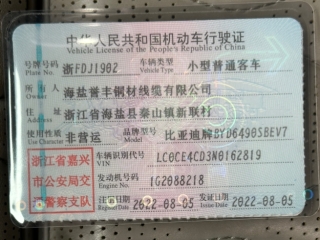 中华人民共和国机动车行驶证
Vehicle License of the People's Republic of China
号牌号码 浙FDJ1902 车辆类型 小型普通客车
Plate No. Vehicle Type
所有人 海盐誉丰钢材线缆有限公司
Owner
住址 浙江省海盐县秦山镇新联村
Address
使用性质 非营运 品牌型号 比亚迪牌BYD6490SBEV7
Use Character Model
浙江省嘉兴 车辆识别代号 LC0CE4CD3N0162819
VIN
市公安局交 发动机号码 1G2088218
Engine No.
警察支队 注册日期 2022-08-05 发证日期 2022-08-05
Register Date Issue Date